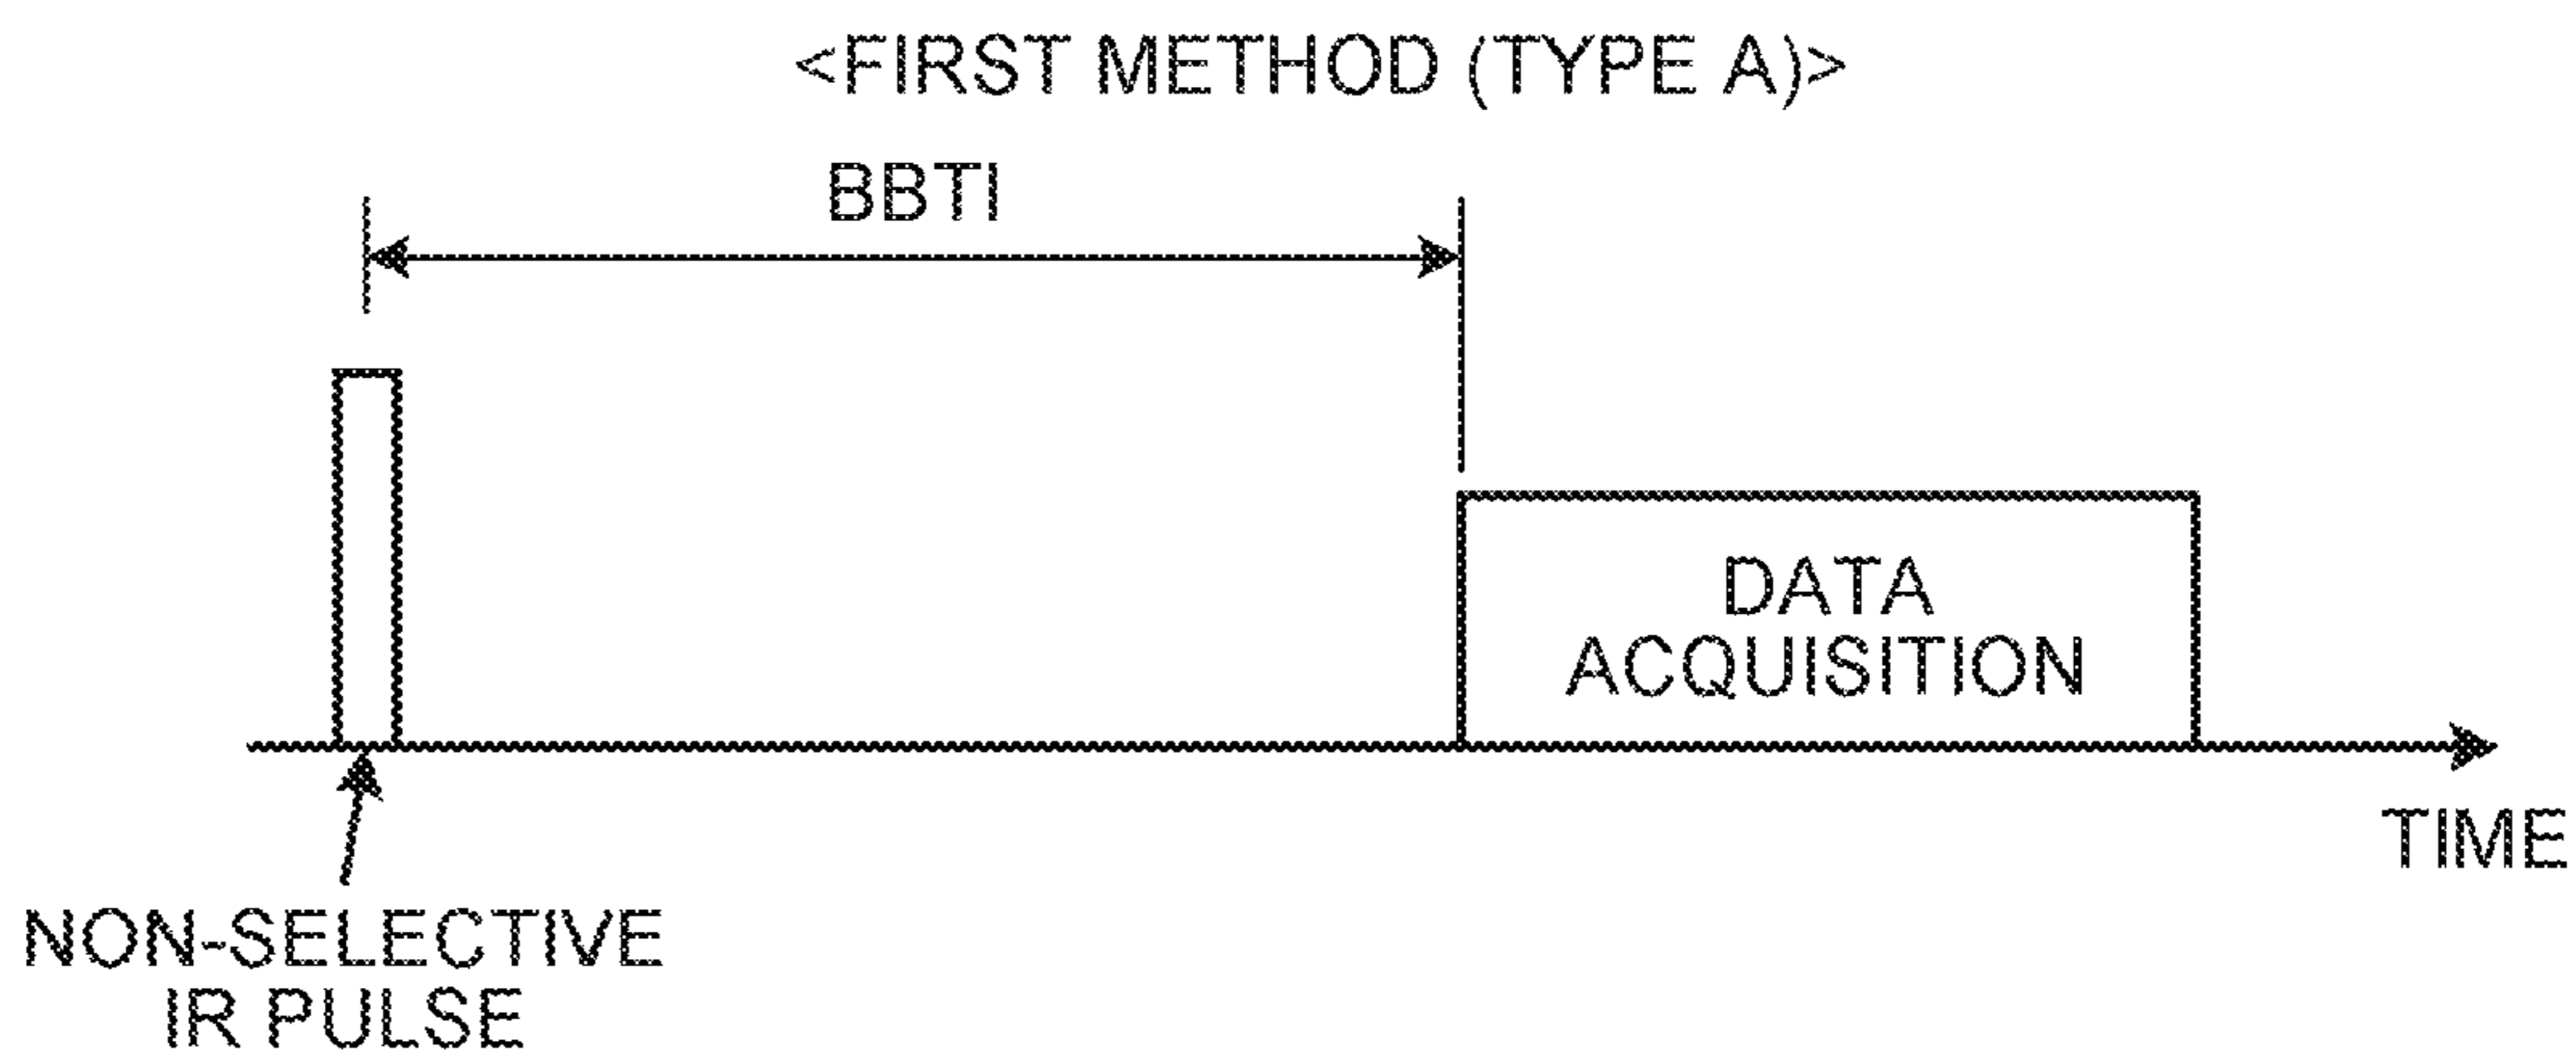 <FIRST METHOD (TYPE A)>
BBTI
DATA
ACQUISITION
TIME
NON-SELECTIVE
IR PULSE